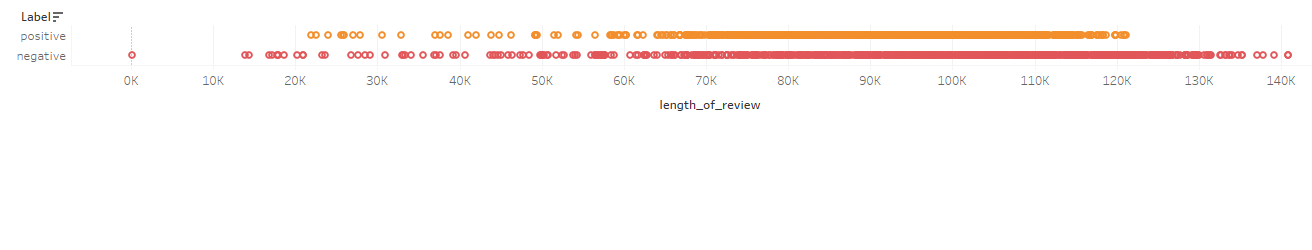 Label
positive
negative
0K 10K 20K 30K 40K 50K 60K 70K 80K 90K 100K 110K 120K 130K 140K
length_of_review